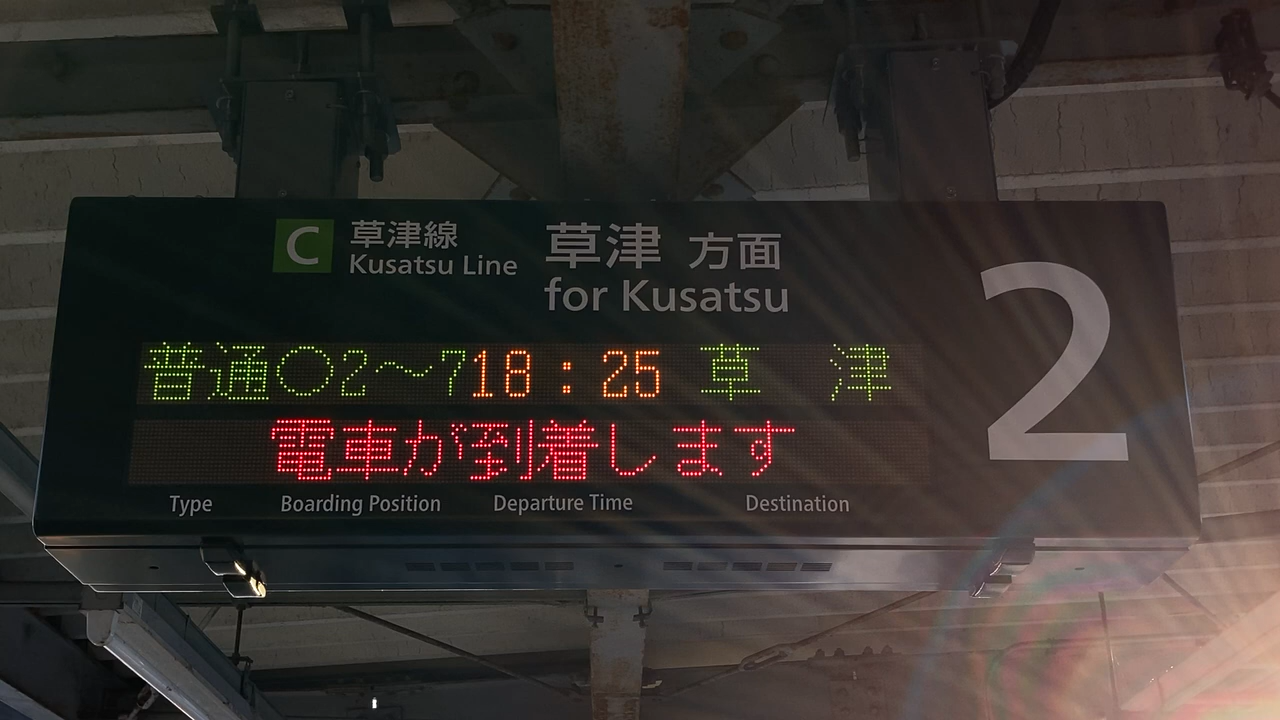 C 草津線 草津 方面
Kusatsu Line for Kusatsu
2
普通○2～7 18：25 草 津
電車が到着します
Type Boarding Position Departure Time Destination